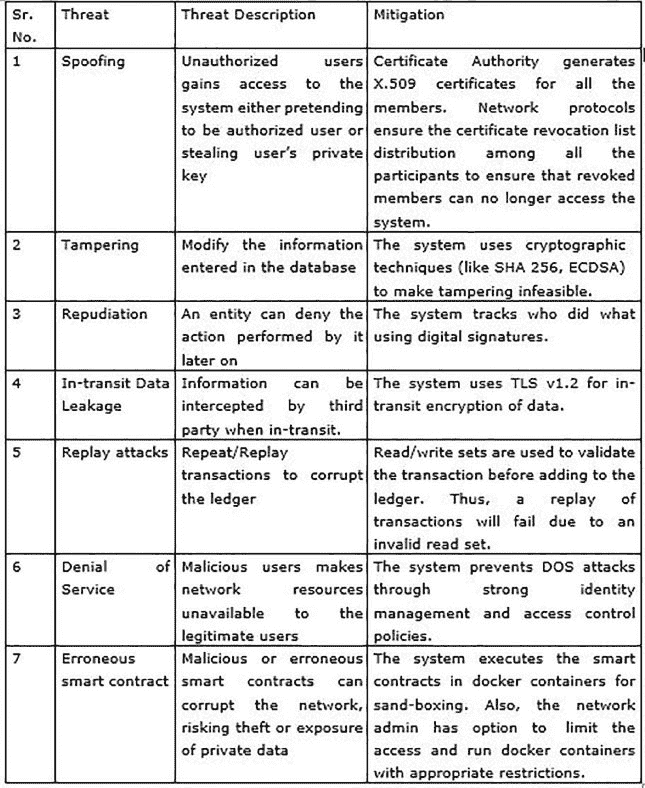 Sr. No.
Threat
Threat Description
Mitigation
1
Spoofing
Unauthorized users
gains access to the
system either pretending
to be authorized user or
stealing user's private
key
Certificate Authority generates
X.509 certificates for all the
members. Network protocols
ensure the certificate revocation list
distribution among all the
participants to ensure that revoked
members can no longer access the
system.
2
Tampering
Modify the information
entered in the database
The system uses cryptographic
techniques (like SHA 256, ECDSA)
to make tampering infeasible.
3
Repudiation
An entity can deny the
action performed by it
later on
The system tracks who did what
using digital signatures.
4
In-transit Data
Leakage
Information can be
intercepted by third
party when in-transit.
The system uses TLS v1.2 for in-
transit encryption of data.
5
Replay attacks
Repeat/Replay
transactions to corrupt
the ledger
Read/write sets are used to validate
the transaction before adding to the
ledger. Thus, a replay of
transactions will fail due to an
invalid read set.
6
Denial of
Service
Malicious users makes
network resources
unavailable to the
legitimate users
The system prevents DOS attacks
through strong identity
management and access control
policies.
7
Erroneous
smart contract
Malicious or erroneous
smart contracts can
corrupt the network,
risking theft or exposure
of private data
The system executes the smart
contracts in docker containers for
sand-boxing. Also, the network
admin has option to limit the
access and run docker containers
with appropriate restrictions.